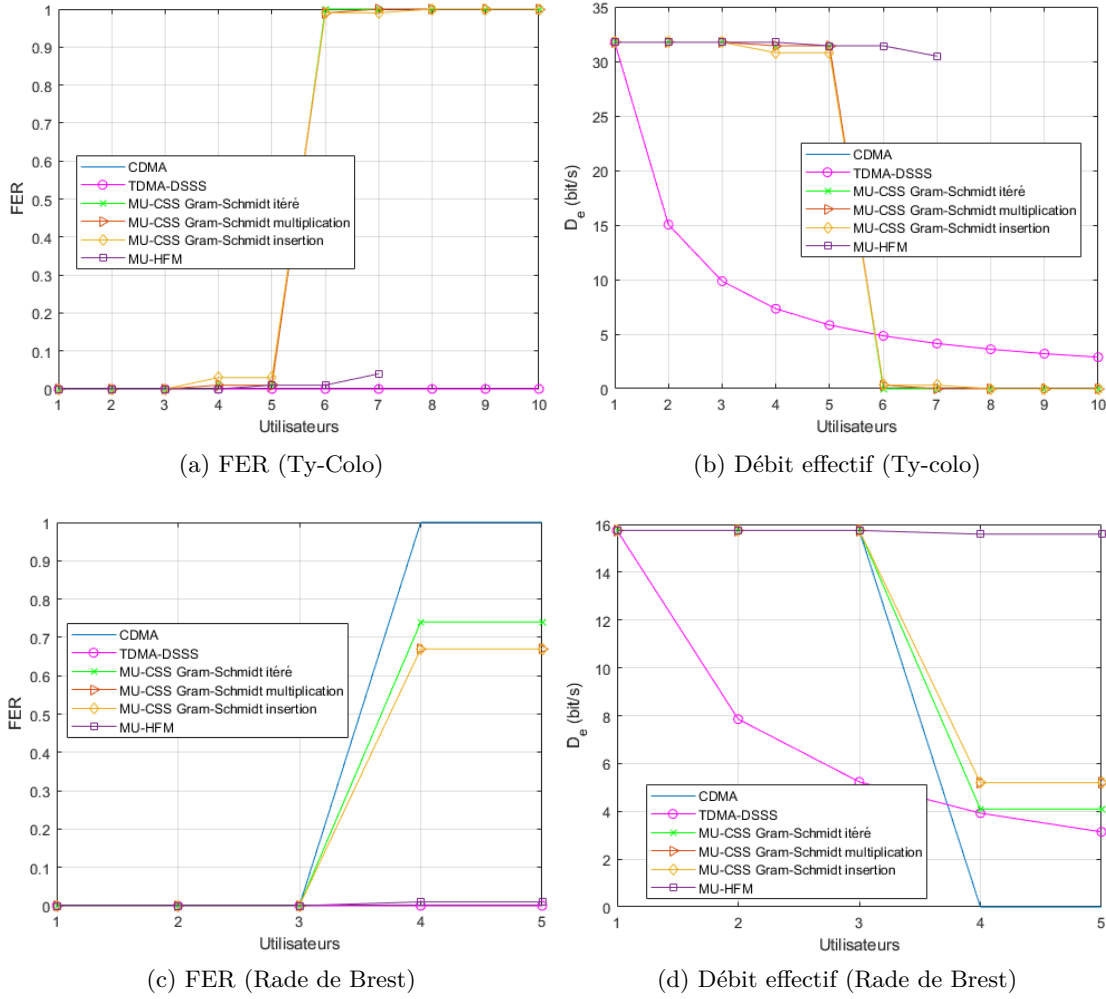 FER
1
0.9
0.8
0.7
0.6
0.5
0.4
0.3
0.2
0.1
0
CDMA
TDMA-DSSS
MU-CSS Gram-Schmidt itéré
MU-CSS Gram-Schmidt multiplication
MU-CSS Gram-Schmidt insertion
MU-HFM
1 2 3 4 5 6 7 8 9 10
Utilisateurs
(a) FER (Ty-Colo)
D_e (bit/s)
35
30
25
20
15
10
5
0
CDMA
TDMA-DSSS
MU-CSS Gram-Schmidt itéré
MU-CSS Gram-Schmidt multiplication
MU-CSS Gram-Schmidt insertion
MU-HFM
1 2 3 4 5 6 7 8 9 10
Utilisateurs
(b) Débit effectif (Ty-colo)
FER
1
0.9
0.8
0.7
0.6
0.5
0.4
0.3
0.2
0.1
0
CDMA
TDMA-DSSS
MU-CSS Gram-Schmidt itéré
MU-CSS Gram-Schmidt multiplication
MU-CSS Gram-Schmidt insertion
MU-HFM
1 2 3 4 5
Utilisateurs
(c) FER (Rade de Brest)
D_e (bit/s)
16
14
12
10
8
6
4
2
0
CDMA
TDMA-DSSS
MU-CSS Gram-Schmidt itéré
MU-CSS Gram-Schmidt multiplication
MU-CSS Gram-Schmidt insertion
MU-HFM
1 2 3 4 5
Utilisateurs
(d) Débit effectif (Rade de Brest)